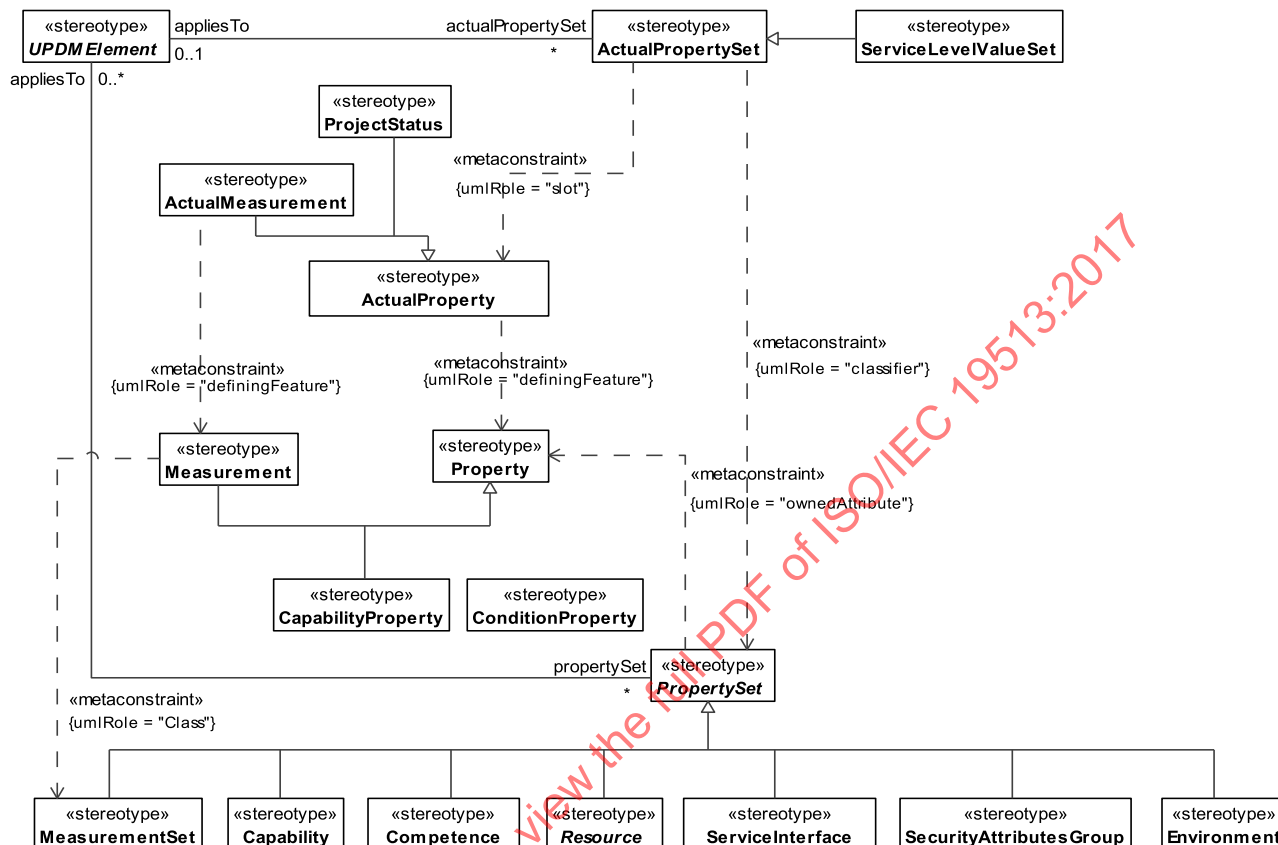 «stereotype»
UPDMElement
appliesTo
0..1
actualPropertySet
*
«stereotype»
ActualPropertySet
«stereotype»
ServiceLevelValueSet
appliesTo
0..*
«stereotype»
ProjectStatus
«stereotype»
ActualMeasurement
«metaconstraint»
{umlRole = "slot"}
«stereotype»
ActualProperty
«metaconstraint»
{umlRole = "definingFeature"}
«metaconstraint»
{umlRole = "definingFeature"}
«metaconstraint»
{umlRole = "classifier"}
«stereotype»
Measurement
«stereotype»
Property
«metaconstraint»
{umlRole = "ownedAttribute"}
«stereotype»
CapabilityProperty
«stereotype»
ConditionProperty
propertySet
*
«stereotype»
PropertySet
«metaconstraint»
{umlRole = "Class"}
«stereotype»
MeasurementSet
«stereotype»
Capability
«stereotype»
Competence
«stereotype»
Resource
«stereotype»
ServiceInterface
«stereotype»
SecurityAttributesGroup
«stereotype»
Environment
view the full PDF of ISO/IEC 19513:2017